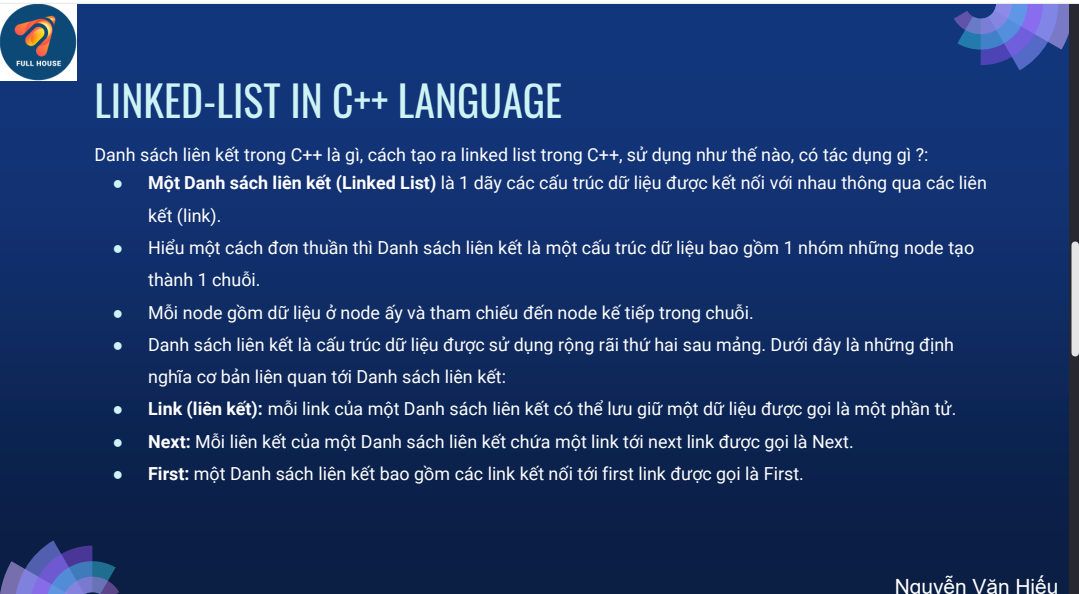 FULL HOUSE
LINKED-LIST IN C++ LANGUAGE
Danh sách liên kết trong C++ là gì, cách tạo ra linked list trong C++, sử dụng như thế nào, có tác dụng gì ?:
● Một Danh sách liên kết (Linked List) là 1 dãy các cấu trúc dữ liệu được kết nối với nhau thông qua các liên
kết (link).
● Hiểu một cách đơn thuần thì Danh sách liên kết là một cấu trúc dữ liệu bao gồm 1 nhóm những node tạo
thành 1 chuỗi.
● Mỗi node gồm dữ liệu ở node ấy và tham chiếu đến node kế tiếp trong chuỗi.
● Danh sách liên kết là cấu trúc dữ liệu được sử dụng rộng rãi thứ hai sau mảng. Dưới đây là những định
nghĩa cơ bản liên quan tới Danh sách liên kết:
● Link (liên kết): mỗi link của một Danh sách liên kết có thể lưu giữ một dữ liệu được gọi là một phần tử.
● Next: Mỗi liên kết của một Danh sách liên kết chứa một link tới next link được gọi là Next.
● First: một Danh sách liên kết bao gồm các link kết nối tới first link được gọi là First.
Nguyễn Văn Hiếu